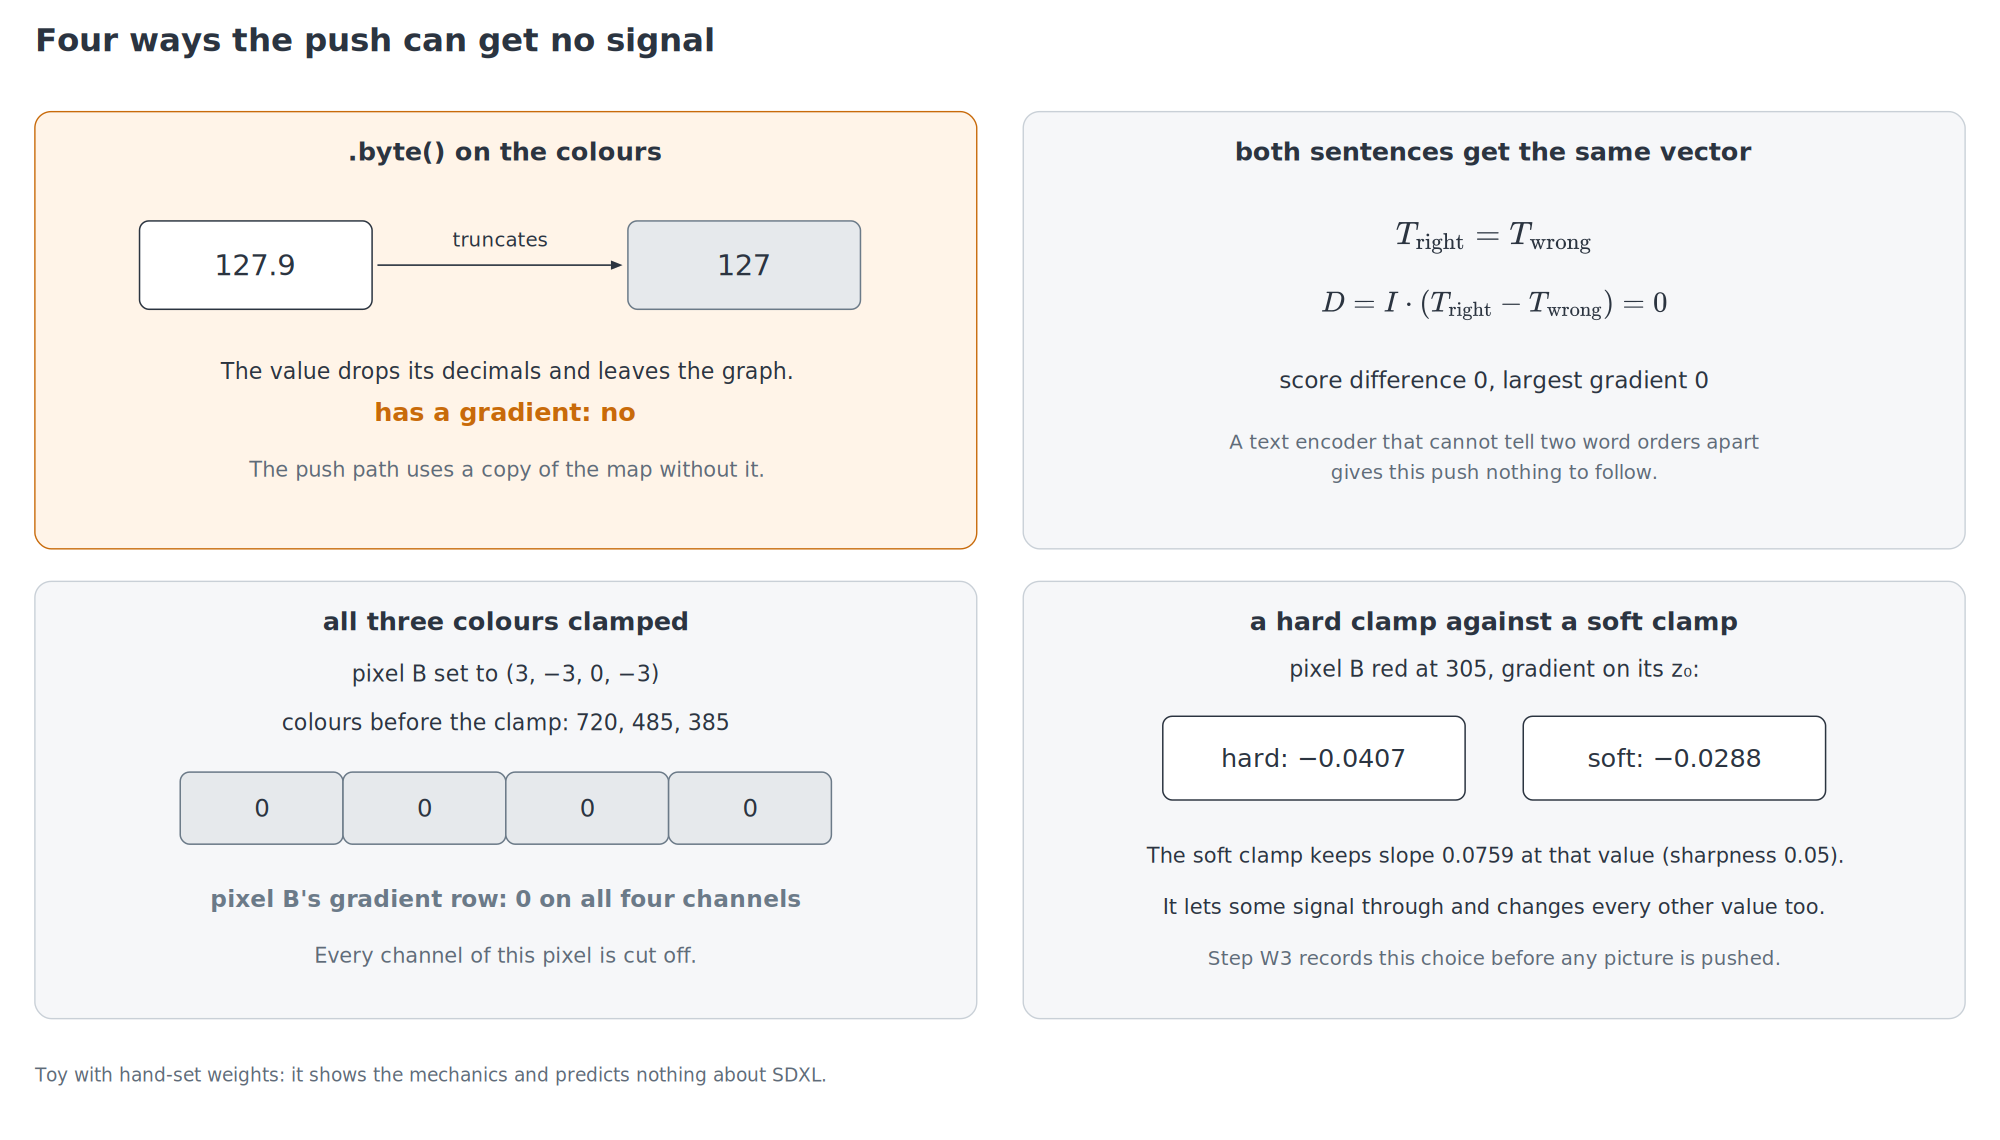 Four ways the push can get no signal
.byte() on the colours
127.9
truncates
127
The value drops its decimals and leaves the graph.
has a gradient: no
The push path uses a copy of the map without it.
both sentences get the same vector
T_right = T_wrong
D = I · (T_right − T_wrong) = 0
score difference 0, largest gradient 0
A text encoder that cannot tell two word orders apart
gives this push nothing to follow.
all three colours clamped
pixel B set to (3, −3, 0, −3)
colours before the clamp: 720, 485, 385
0 0 0 0
pixel B's gradient row: 0 on all four channels
Every channel of this pixel is cut off.
a hard clamp against a soft clamp
pixel B red at 305, gradient on its z₀:
hard: −0.0407
soft: −0.0288
The soft clamp keeps slope 0.0759 at that value (sharpness 0.05).
It lets some signal through and changes every other value too.
Step W3 records this choice before any picture is pushed.
Toy with hand-set weights: it shows the mechanics and predicts nothing about SDXL.